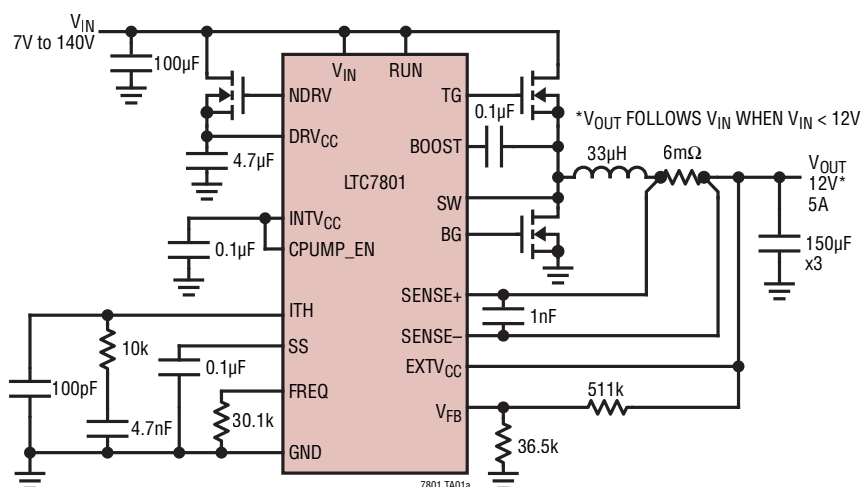 VIN
7V to 140V
100µF
VIN
RUN
NDRV
TG
0.1µF
*VOUT FOLLOWS VIN WHEN VIN < 12V
DRVCC
BOOST
4.7µF
33µH
6mΩ
VOUT
12V*
5A
LTC7801
INTVCC
SW
0.1µF
CPUMP_EN
BG
150µF
x3
SENSE+
ITH
1nF
10k
SENSE–
SS
0.1µF
EXTVCC
100pF
FREQ
511k
4.7nF
30.1k
VFB
36.5k
GND
7801 TA01a